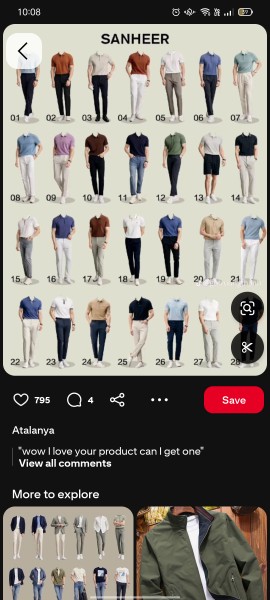 10:08
SANHEER
01 02 03 04 05 06 07
08 09 10 11 12 13 14
15 16 17 18 19 20 21
22 23 24 25 26 27 28
795 4 Save
Atalanya
"wow I love your product can I get one"
View all comments
More to explore